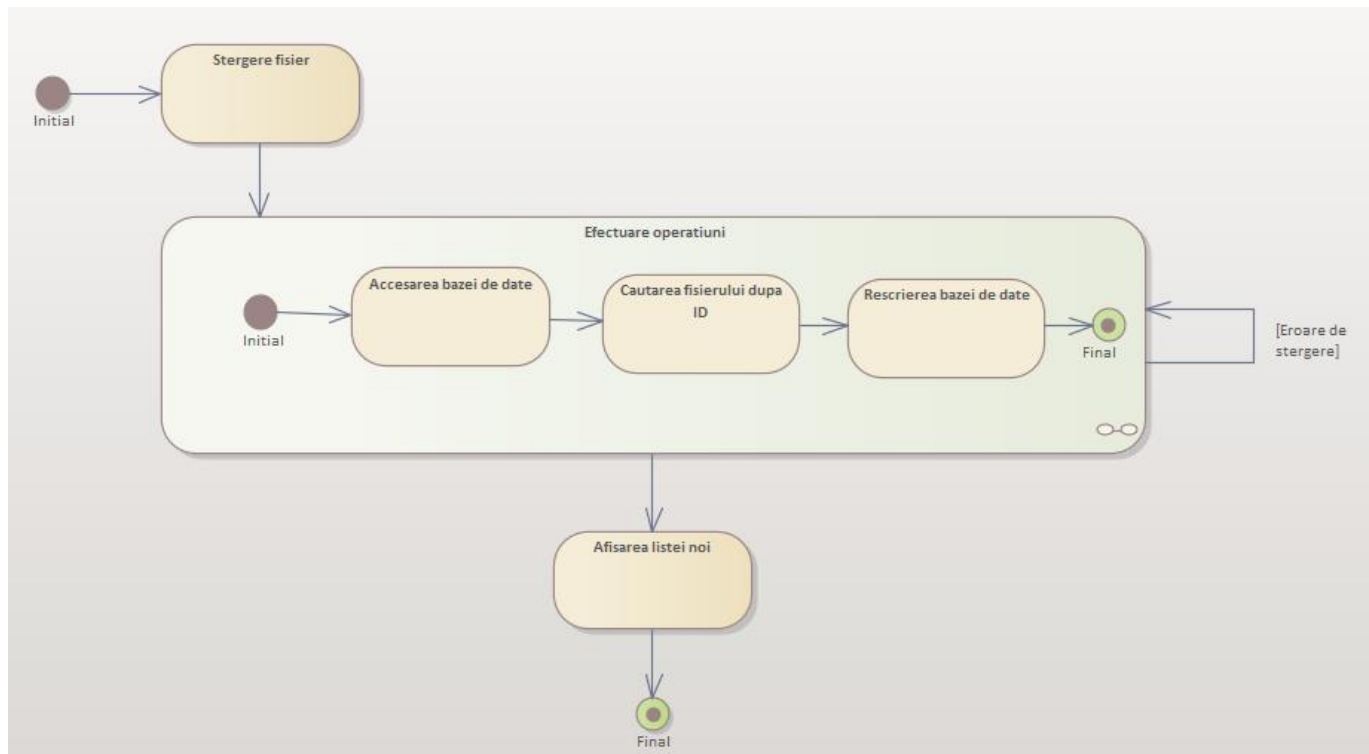 Stergere fisier
Initial
Efectuare operatiuni
Accesarea bazei de date
Cautarea fisierului dupa
ID
Rescrierea bazei de date
Initial
Final
[Eroare de
stergere]
Afisarea listei noi
Final